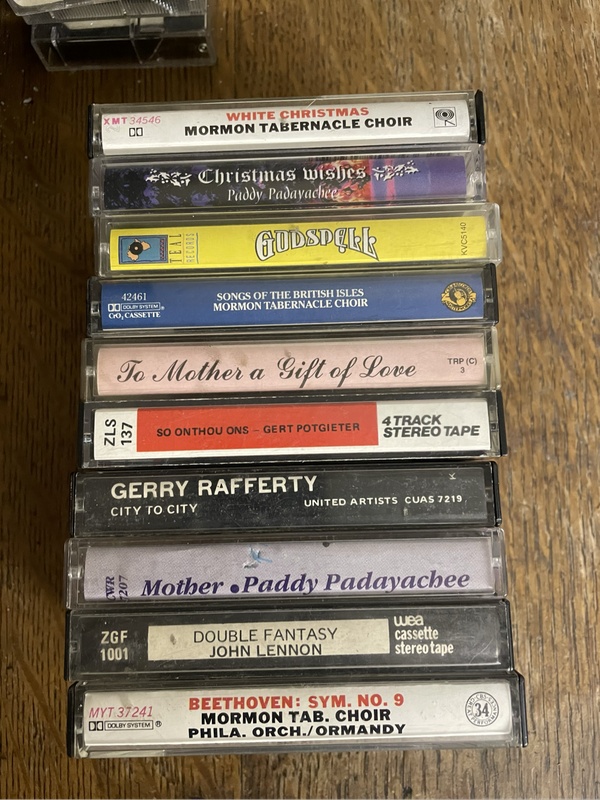 XMT 34546
WHITE CHRISTMAS
MORMON TABERNACLE CHOIR
Christmas wishes
Paddy Padayachee
TEAL
RECORDS
GODSPELL
KVC5140
42461
DOLBY SYSTEM
CrO₂ CASSETTE
SONGS OF THE BRITISH ISLES
MORMON TABERNACLE CHOIR
To Mother a Gift of Love
TRP (C)
3
ZLS
137
SO ONTHOU ONS – GERT POTGIETER
4 TRACK
STEREO TAPE
GERRY RAFFERTY
CITY TO CITY
UNITED ARTISTS CUAS 7219
CWR
7207
Mother • Paddy Padayachee
ZGF
1001
DOUBLE FANTASY
JOHN LENNON
wea
cassette
stereo tape
MYT 37241
DOLBY SYSTEM ®
BEETHOVEN: SYM. NO. 9
MORMON TAB. CHOIR
PHILA. ORCH./ORMANDY
34